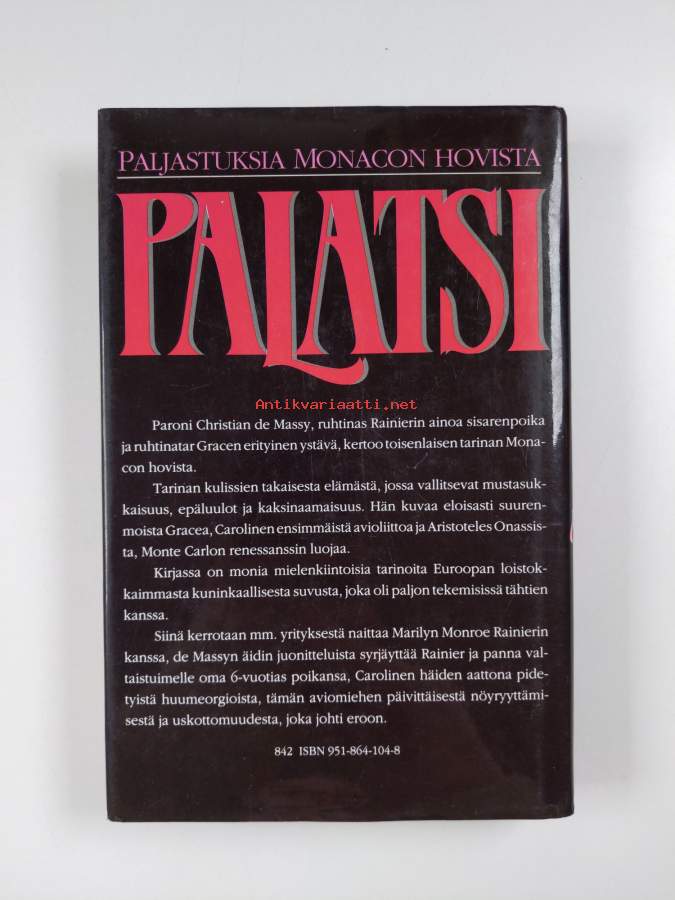 PALJASTUKSIA MONACON HOVISTA
PALATSI
Antikvariaatti.net
Paroni Christian de Massy, ruhtinas Rainierin ainoa sisarenpoika
ja ruhtinatar Gracen erityinen ystävä, kertoo toisenlaisen tarinan Mona-
con hovista.
Tarinan kulissien takaisesta elämästä, jossa vallitsevat mustasuk-
kaisuus, epäluulot ja kaksinaamaisuus. Hän kuvaa eloisasti suuren-
moista Gracea, Carolinen ensimmäistä avioliittoa ja Aristoteles Onassis-
ta, Monte Carlon renessanssin luojaa.
Kirjassa on monia mielenkiintoisia tarinoita Euroopan loistok-
kaimmasta kuninkaallisesta suvusta, joka oli paljon tekemisissä tähtien
kanssa.
Siinä kerrotaan mm. yrityksestä naittaa Marilyn Monroe Rainierin
kanssa, de Massyn äidin juonitteluista syrjäyttää Rainier ja panna val-
taistuimelle oma 6-vuotias poikansa, Carolinen häiden aattona pide-
tyistä huumeorgioista, tämän aviomiehen päivittäisestä nöyryyttämi-
sestä ja uskottomuudesta, joka johti eroon.
842 ISBN 951-864-104-8